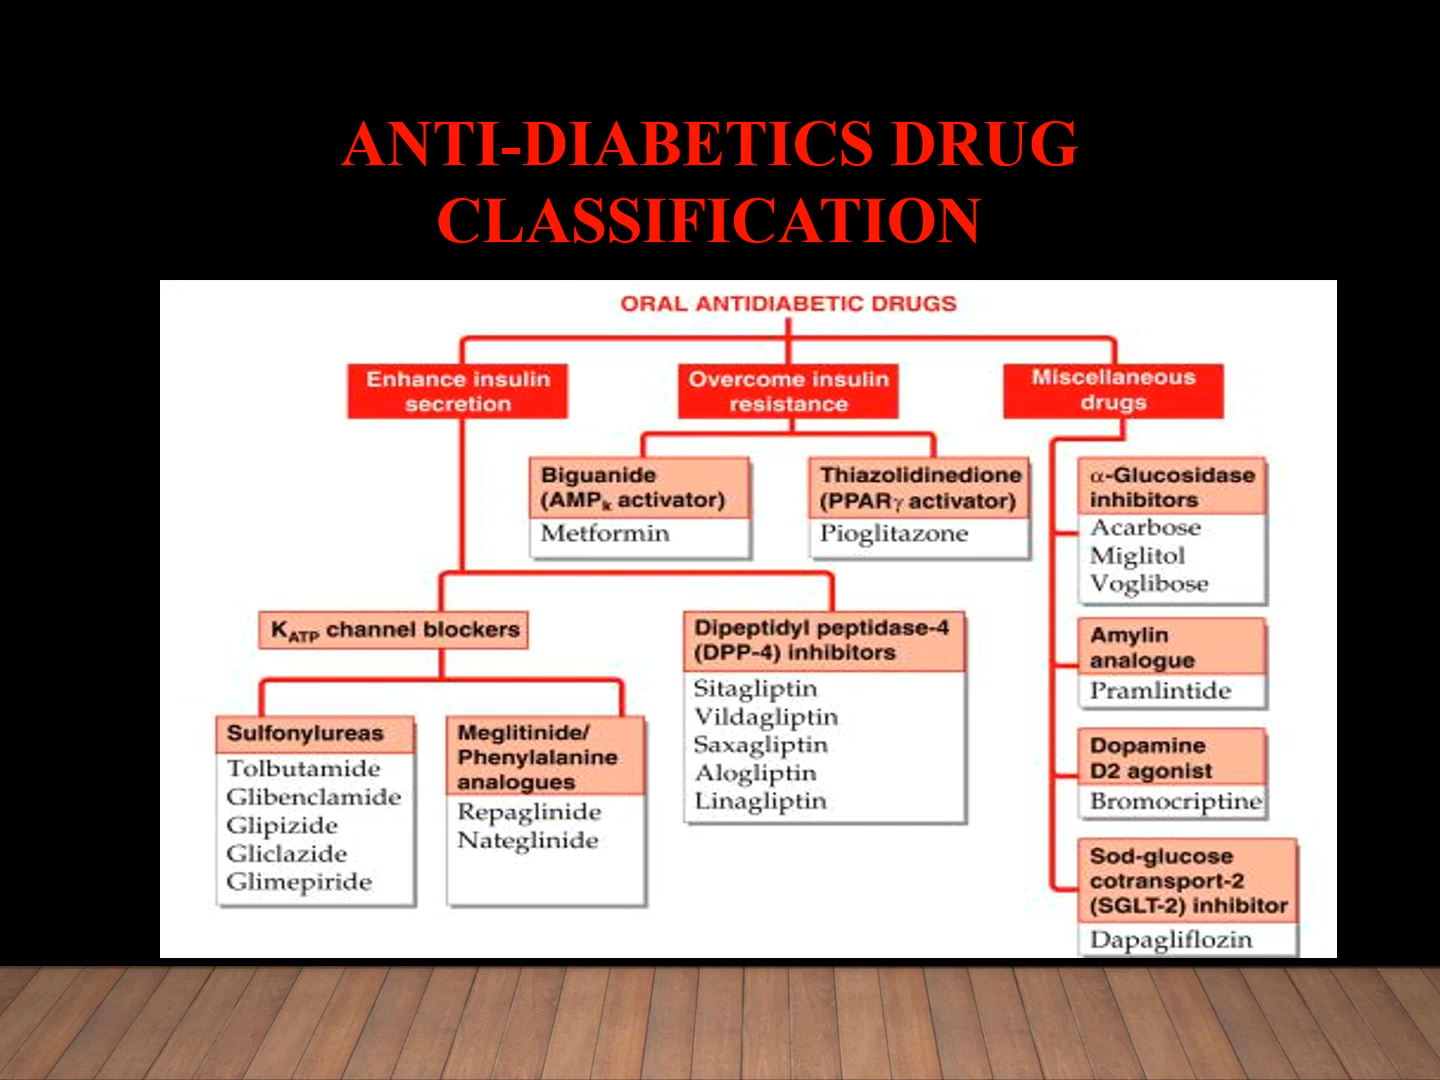 ANTI-DIABETICS DRUG
CLASSIFICATION
ORAL ANTIDIABETIC DRUGS
Enhance insulin
secretion
Overcome insulin
resistance
Miscellaneous
drugs
Biguanide
(AMPk activator)
Metformin
Thiazolidinedione
(PPARγ activator)
Pioglitazone
α-Glucosidase
inhibitors
Acarbose
Miglitol
Voglibose
KATP channel blockers
Dipeptidyl peptidase-4
(DPP-4) inhibitors
Sitagliptin
Vildagliptin
Saxagliptin
Alogliptin
Linagliptin
Amylin
analogue
Pramlintide
Sulfonylureas
Tolbutamide
Glibenclamide
Glipizide
Gliclazide
Glimepiride
Meglitinide/
Phenylalanine
analogues
Repaglinide
Nateglinide
Dopamine
D2 agonist
Bromocriptine
Sod-glucose
cotransport-2
(SGLT-2) inhibitor
Dapagliflozin